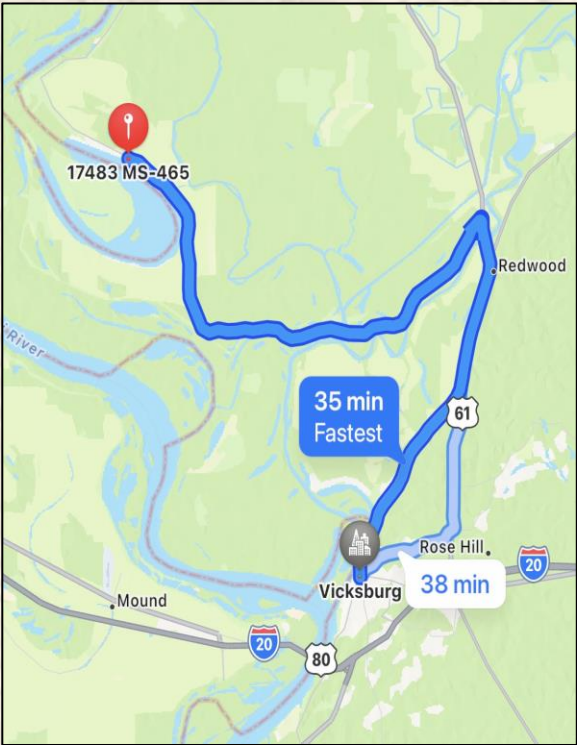 17483 MS-465
Redwood
i River
35 min
Fastest
61
Rose Hill
20
Vicksburg
38 min
Mound
20
80